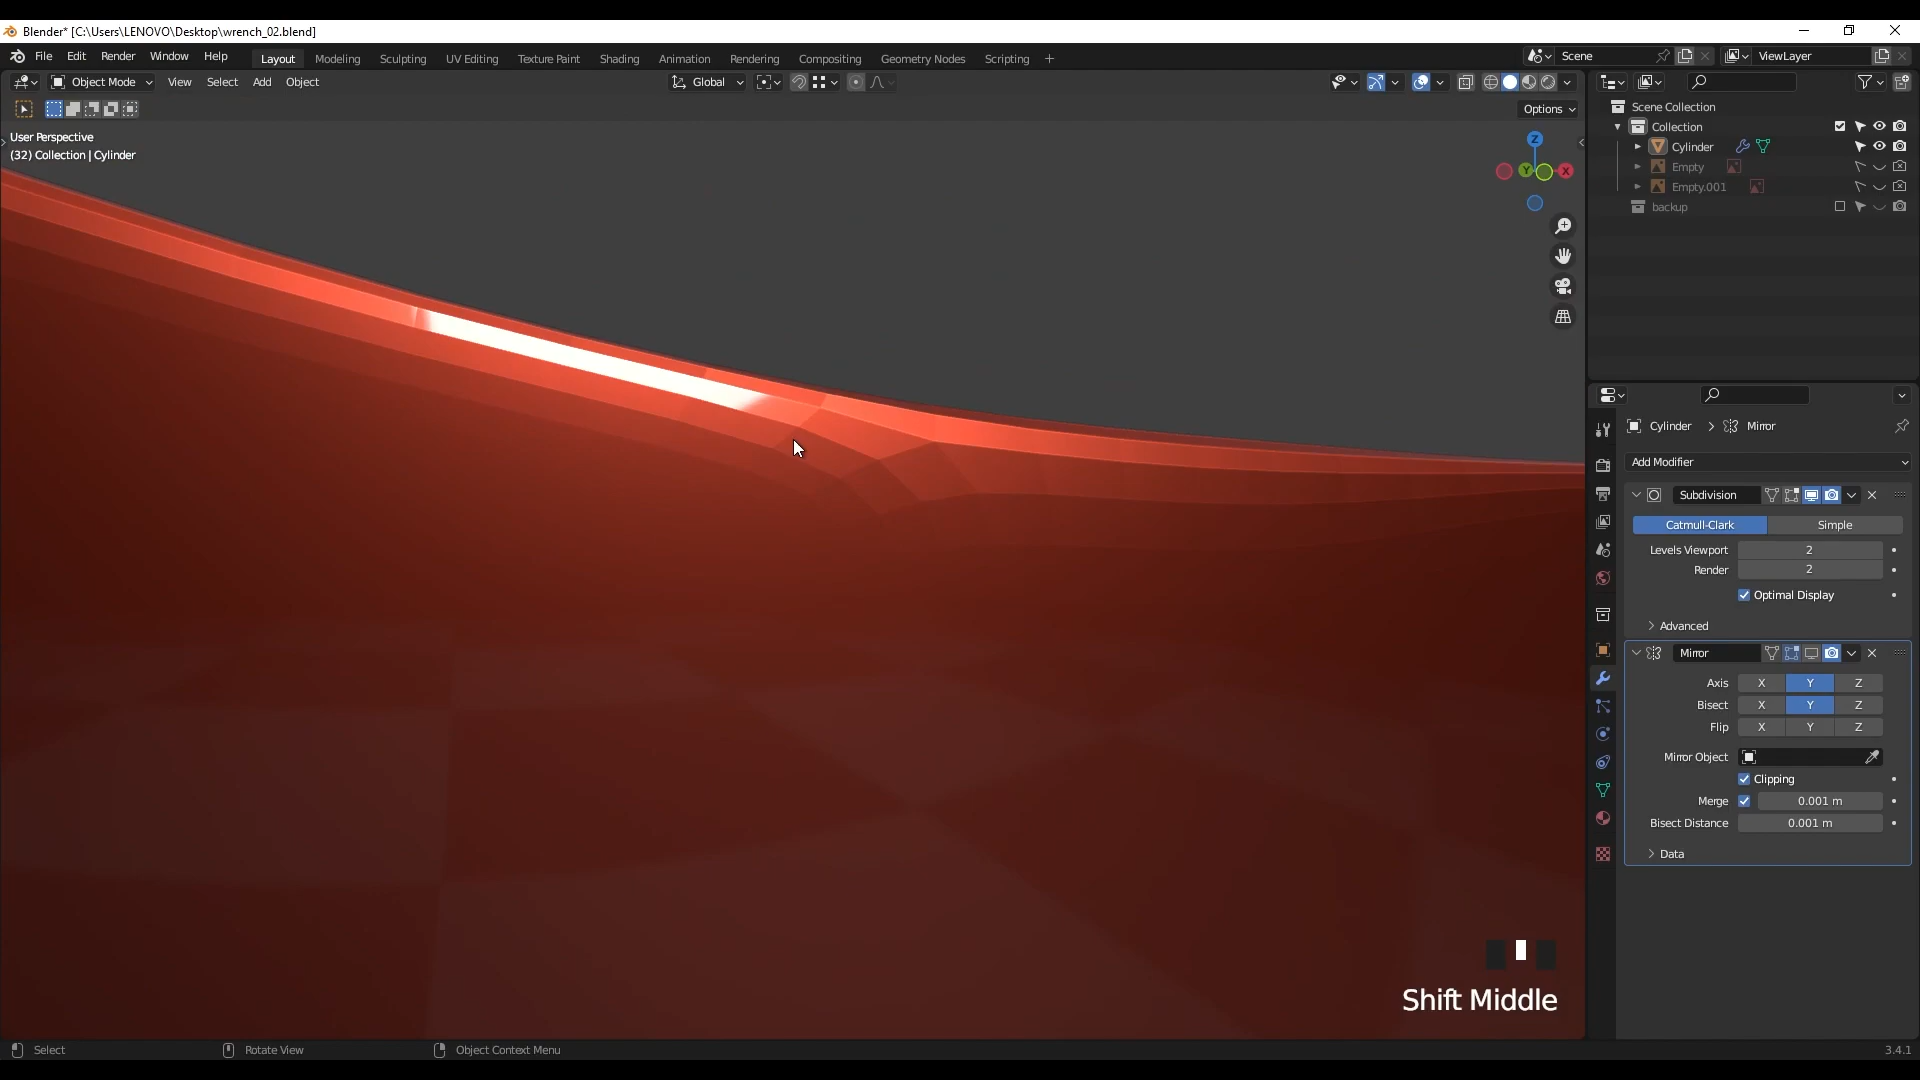 Blender* [C:\Users\LENOVO\Desktop\wrench_02.blend]
File Edit Render Window Help Layout Modeling Sculpting UV Editing Texture Paint Shading Animation Rendering Compositing Geometry Nodes Scripting + Scene ViewLayer
Object Mode View Select Add Object Global
Options
User Perspective
(32) Collection | Cylinder
Z
Y
X
Scene Collection
Collection
Cylinder
Empty
Empty.001
backup
Cylinder > Mirror
Add Modifier
Subdivision
Catmull-Clark Simple
Levels Viewport 2
Render 2
Optimal Display
Advanced
Mirror
Axis X Y Z
Bisect X Y Z
Flip X Y Z
Mirror Object
Clipping
Merge 0.001 m
Bisect Distance 0.001 m
Data
Shift Middle
Select Rotate View Object Context Menu 3.4.1